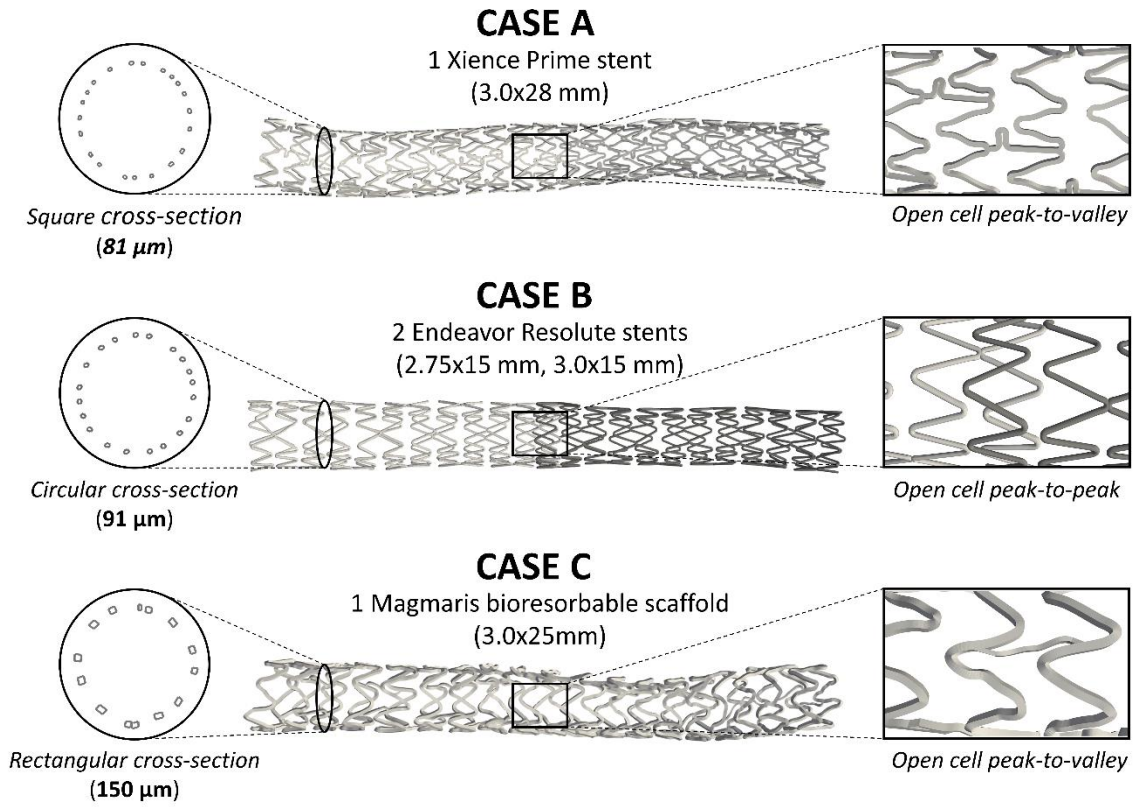 CASE A
1 Xience Prime stent
(3.0x28 mm)
Square cross-section
(81 µm)
Open cell peak-to-valley
CASE B
2 Endeavor Resolute stents
(2.75x15 mm, 3.0x15 mm)
Circular cross-section
(91 µm)
Open cell peak-to-peak
CASE C
1 Magmaris bioresorbable scaffold
(3.0x25mm)
Rectangular cross-section
(150 µm)
Open cell peak-to-valley